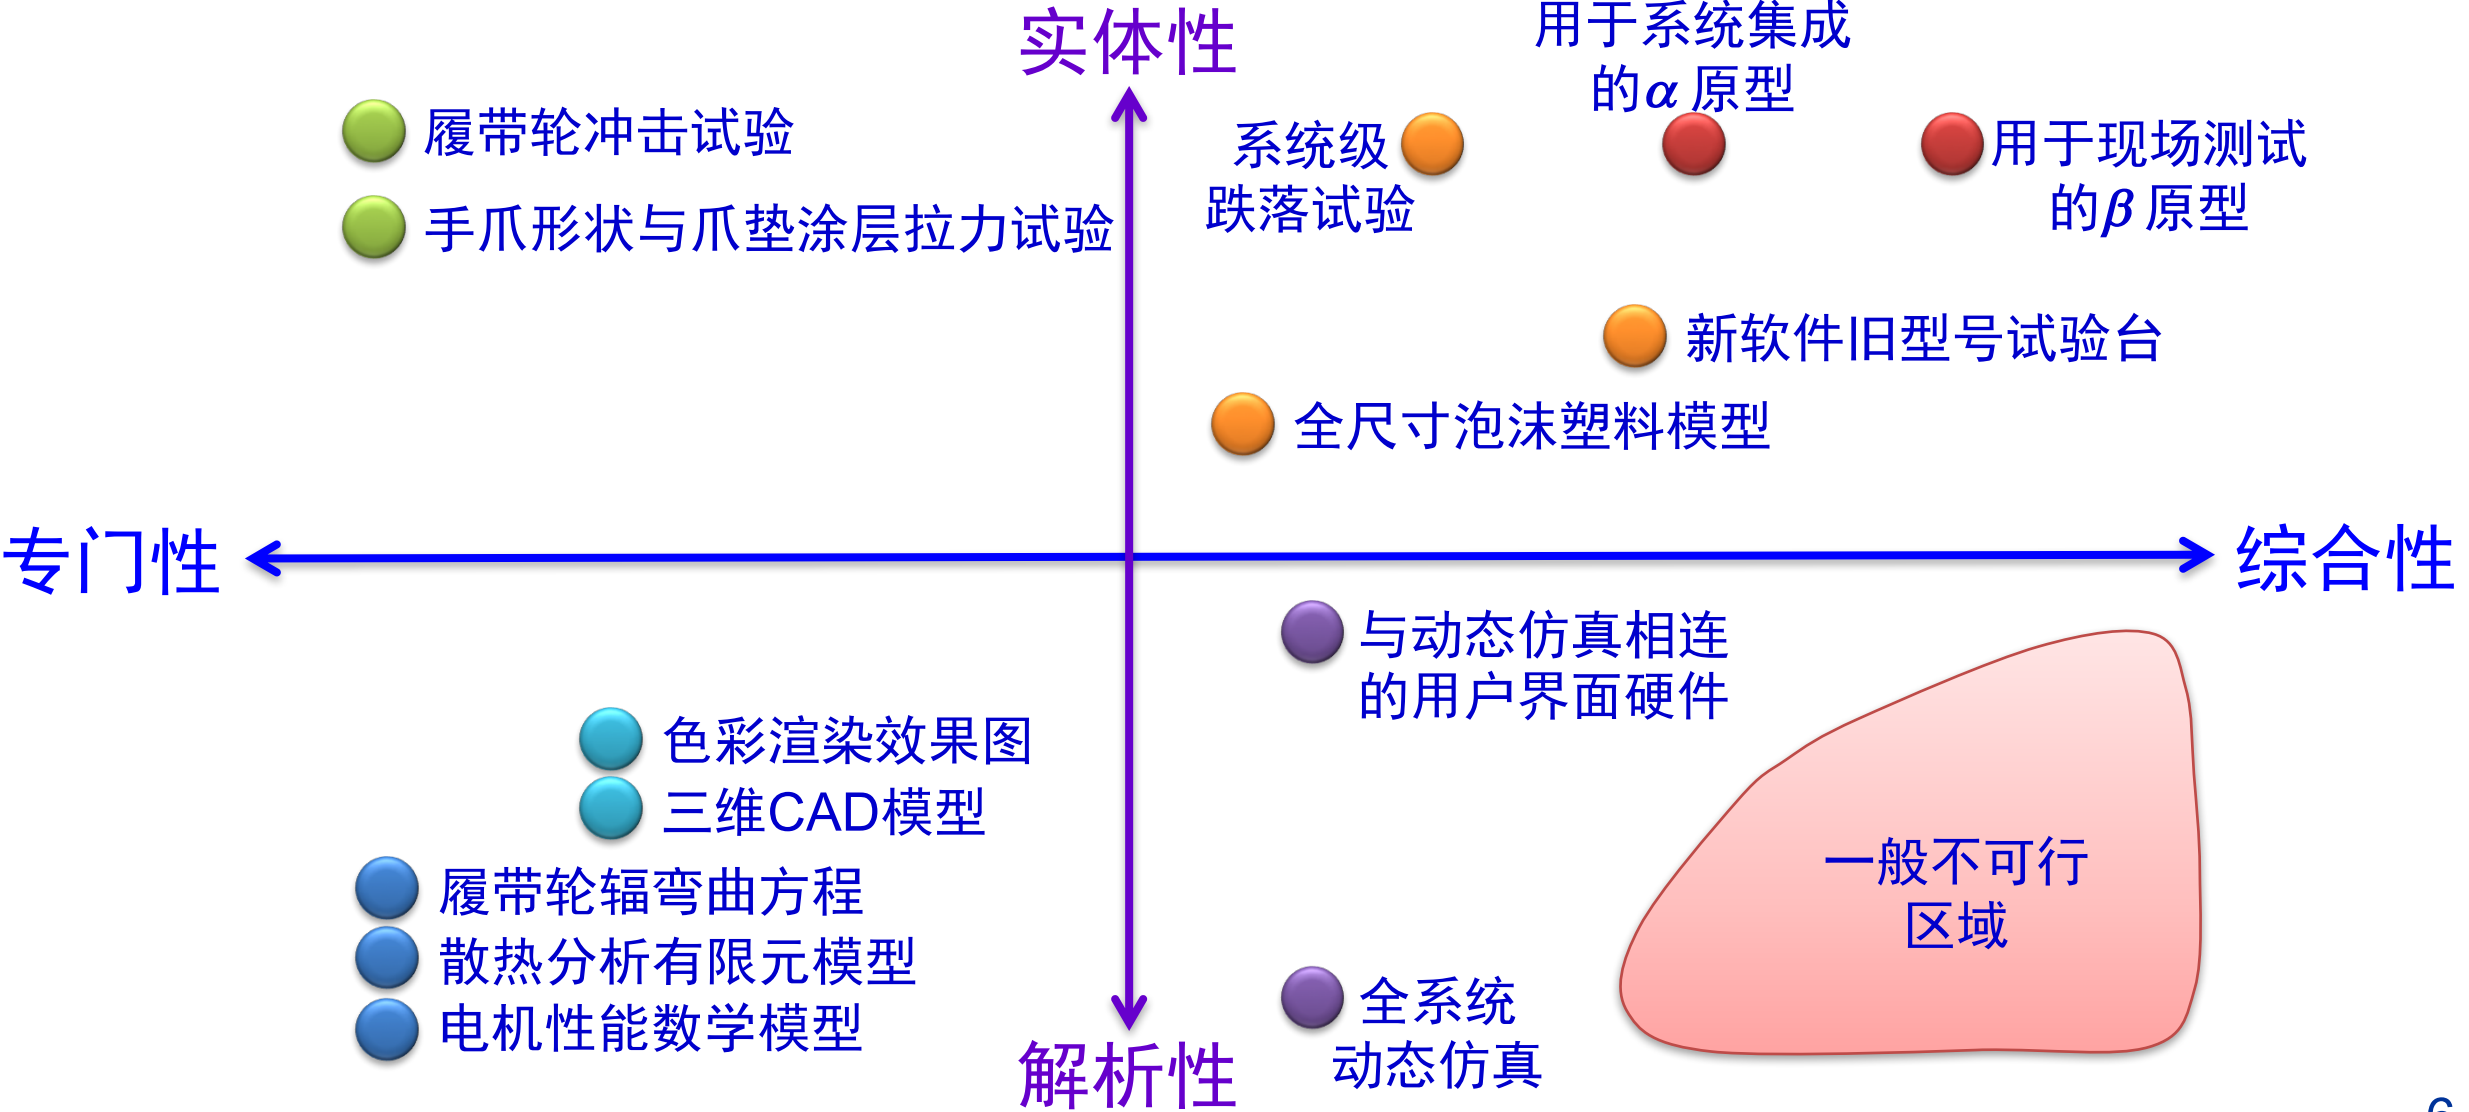 实体性
用于系统集成
的α 原型
履带轮冲击试验
系统级
跌落试验
用于现场测试
的β 原型
手爪形状与爪垫涂层拉力试验
新软件旧型号试验台
全尺寸泡沫塑料模型
专门性
综合性
与动态仿真相连
的用户界面硬件
色彩渲染效果图
三维CAD模型
一般不可行
区域
履带轮辐弯曲方程
散热分析有限元模型
电机性能数学模型
全系统
动态仿真
解析性
6